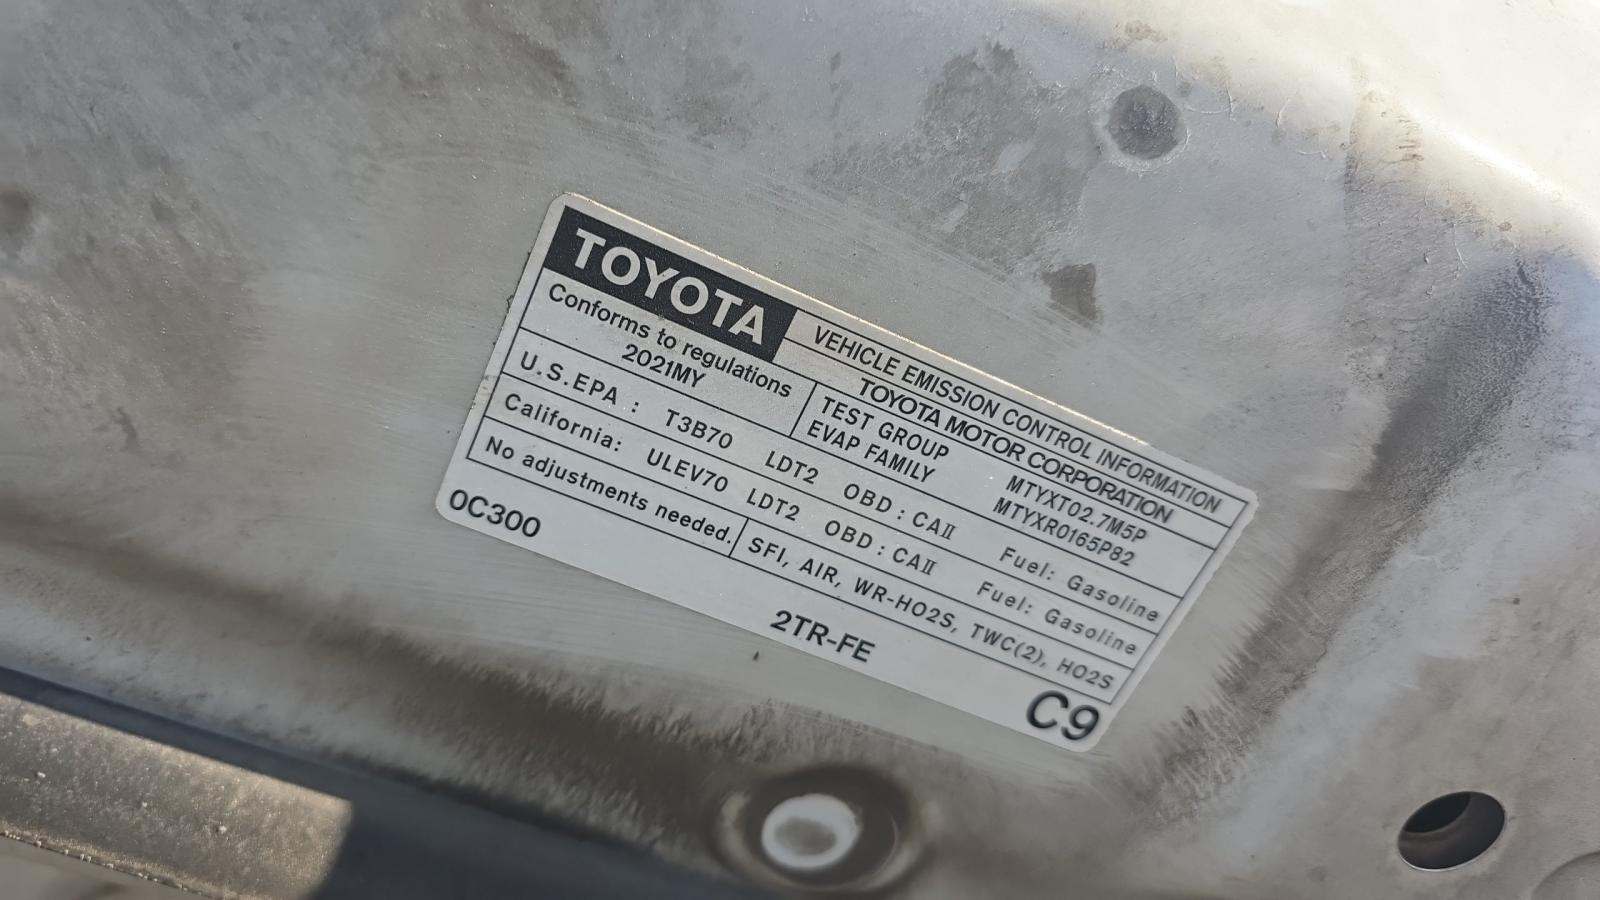 TOYOTA
VEHICLE EMISSION CONTROL INFORMATION
TOYOTA MOTOR CORPORATION
Conforms to regulations
2021MY
TEST GROUP MTYXT02.7M5P
EVAP FAMILY MTYXR0165P82
U.S.EPA : T3B70 LDT2 OBD : CAⅡ Fuel: Gasoline
California: ULEV70 LDT2 OBD : CAⅡ Fuel: Gasoline
No adjustments needed. SFI, AIR, WR-HO2S, TWC(2), HO2S
0C300 2TR-FE C9